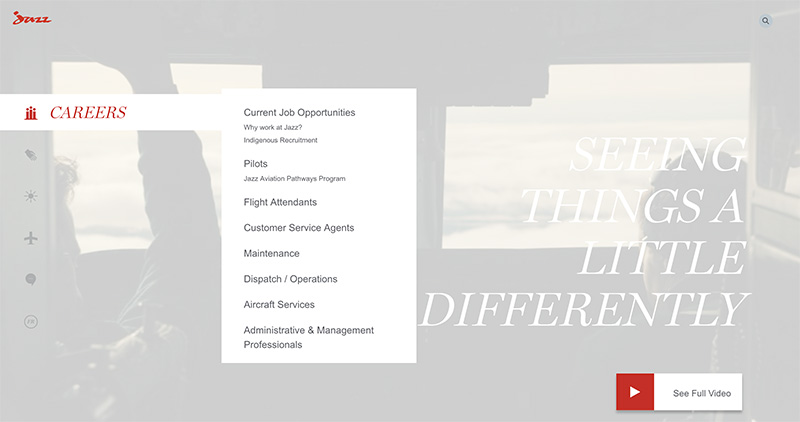 Jazz
CAREERS
Current Job Opportunities
Why work at Jazz?
Indigenous Recruitment
Pilots
Jazz Aviation Pathways Program
Flight Attendants
Customer Service Agents
Maintenance
Dispatch / Operations
Aircraft Services
Administrative & Management
Professionals
SEEING
THINGS A
LITTLE
DIFFERENTLY
See Full Video
FR